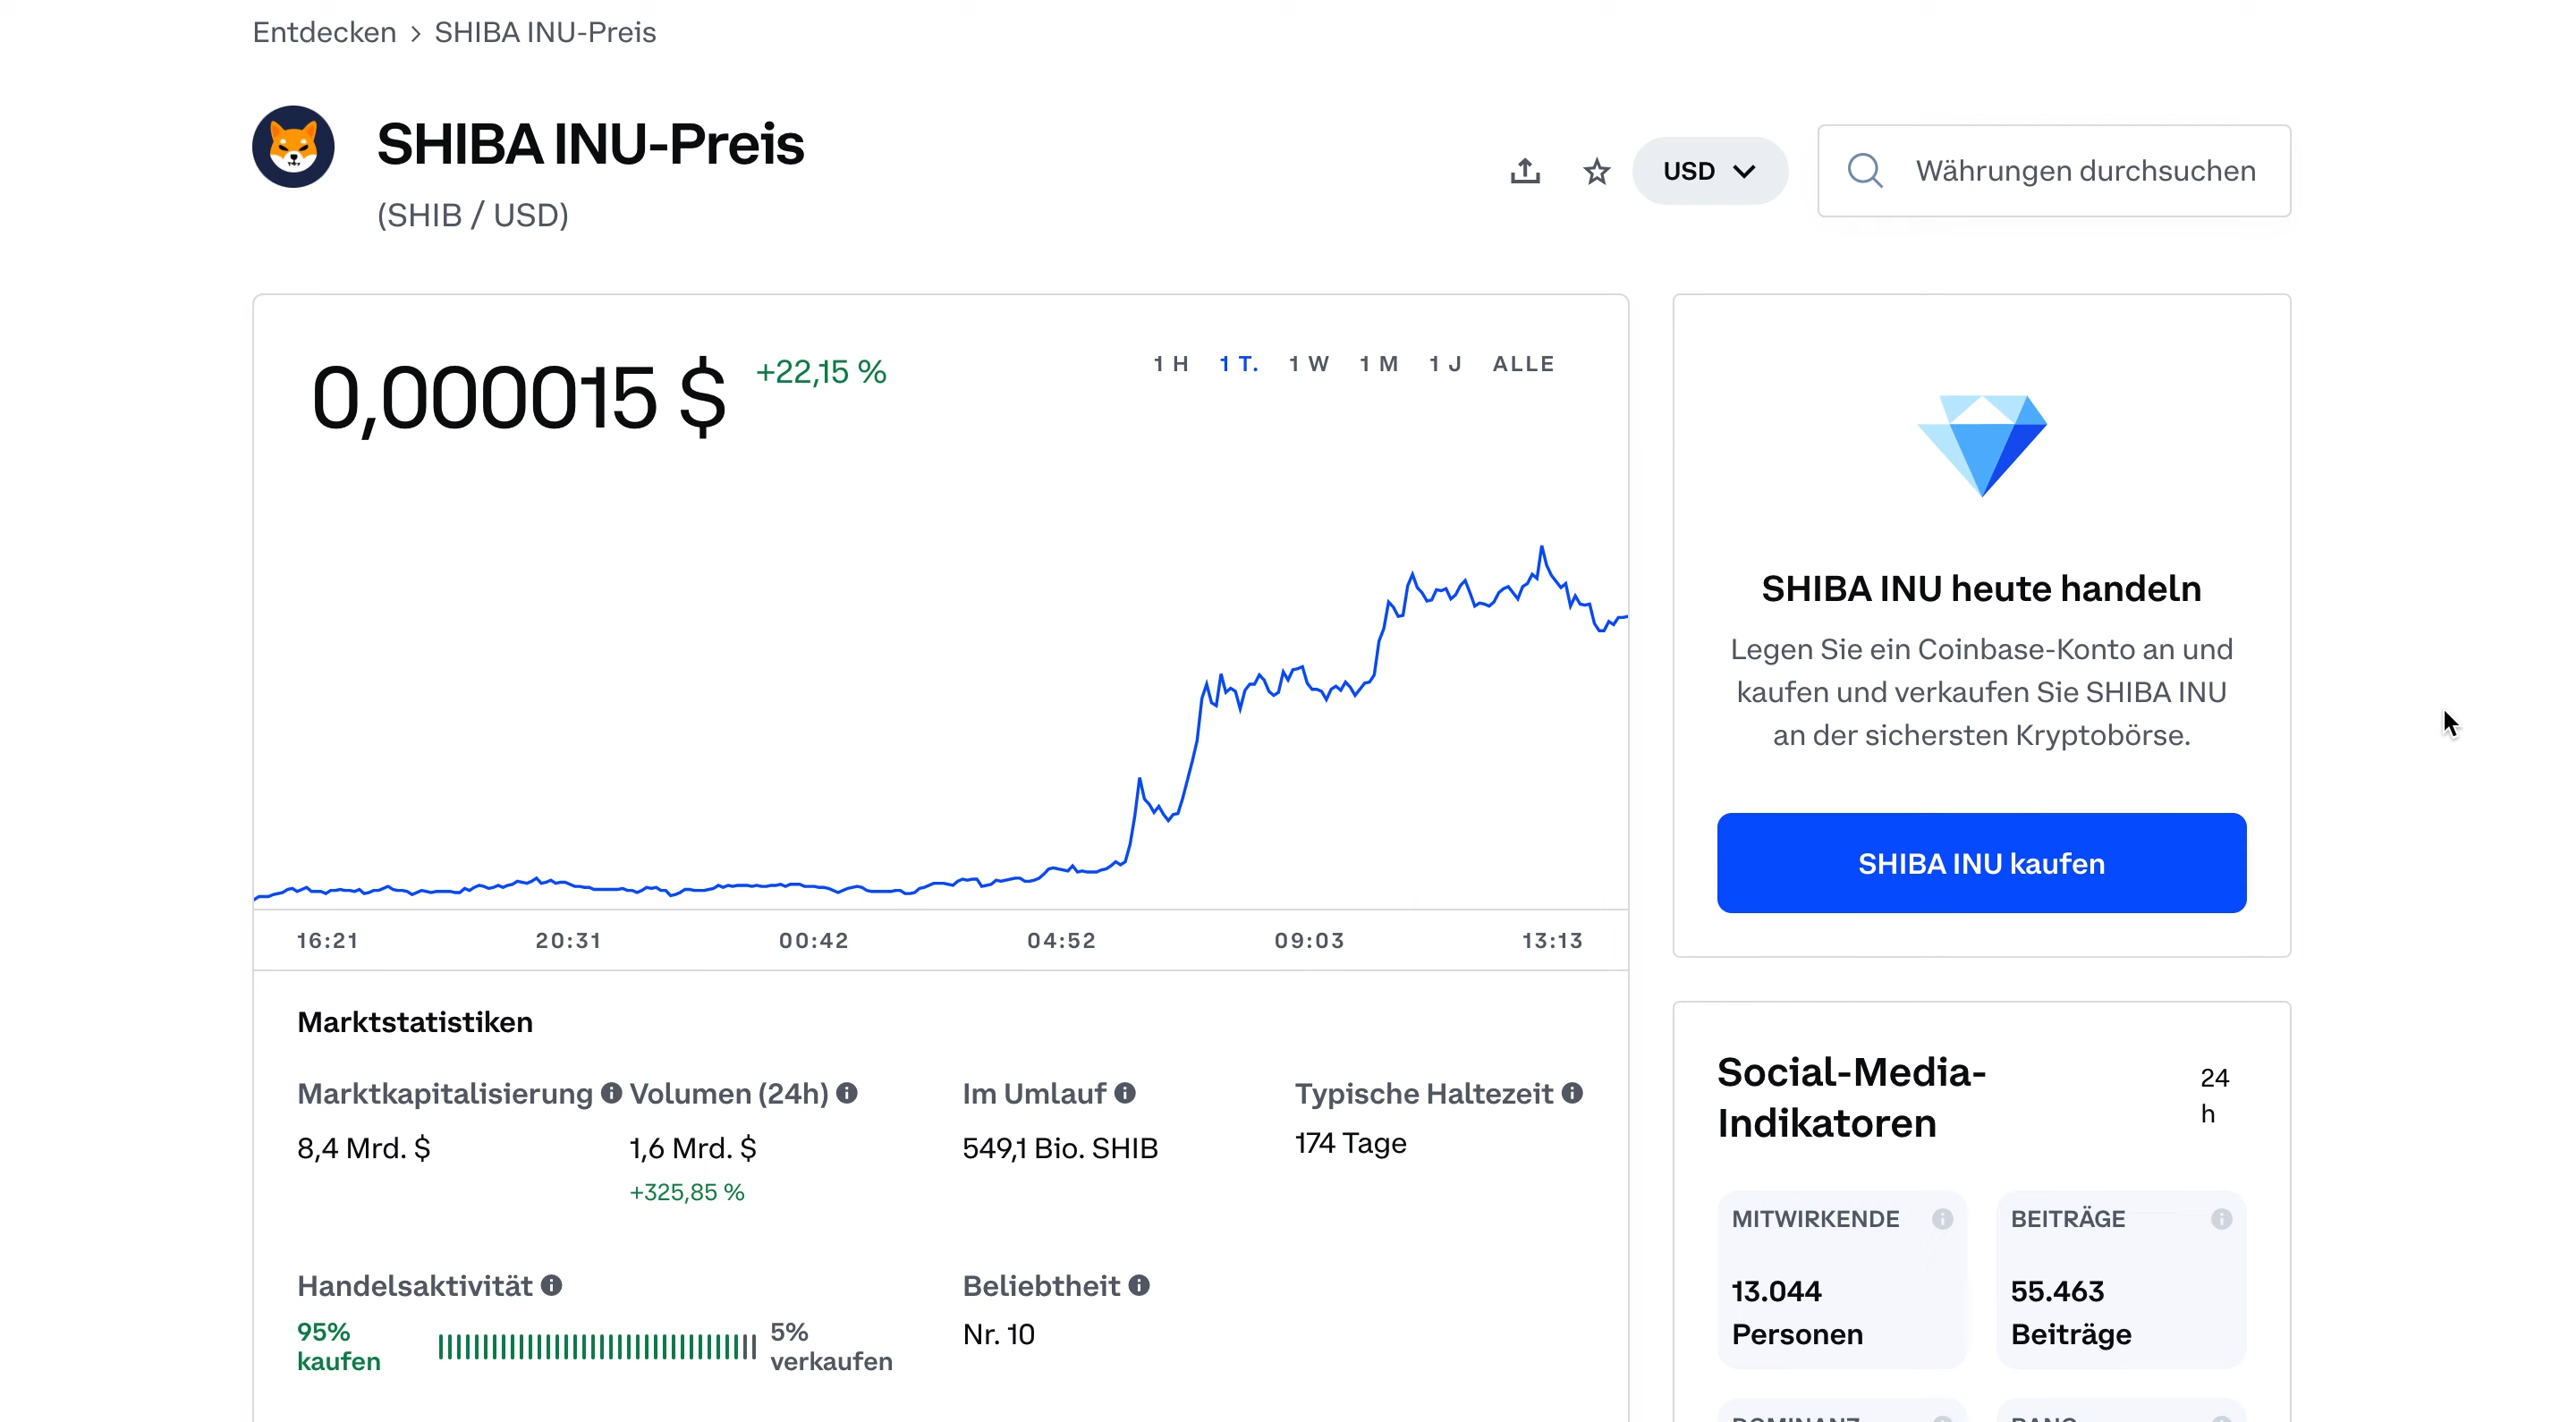 Entdecken > SHIBA INU-Preis
SHIBA INU-Preis
(SHIB / USD)
USD
Währungen durchsuchen
0,000015 $ +22,15 %
1 H 1 T. 1 W 1 M 1 J ALLE
16:21 20:31 00:42 04:52 09:03 13:13
SHIBA INU heute handeln
Legen Sie ein Coinbase-Konto an und
kaufen und verkaufen Sie SHIBA INU
an der sichersten Kryptobörse.
SHIBA INU kaufen
Marktstatistiken
Marktkapitalisierung
8,4 Mrd. $
Volumen (24h)
1,6 Mrd. $
+325,85 %
Im Umlauf
549,1 Bio. SHIB
Typische Haltezeit
174 Tage
Handelsaktivität
95%
kaufen
5%
verkaufen
Beliebtheit
Nr. 10
Social-Media-
Indikatoren
24
h
MITWIRKENDE
13.044
Personen
BEITRÄGE
55.463
Beiträge